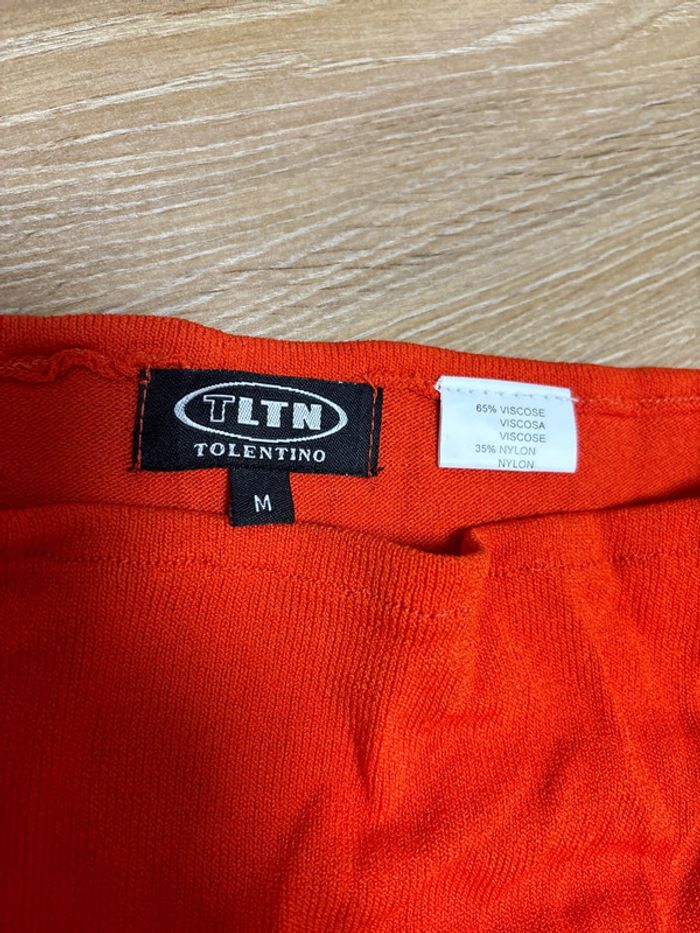 TLTN
TOLENTINO
M
65% VISCOSE
VISCOSA
VISCOSE
35% NYLON
NYLON